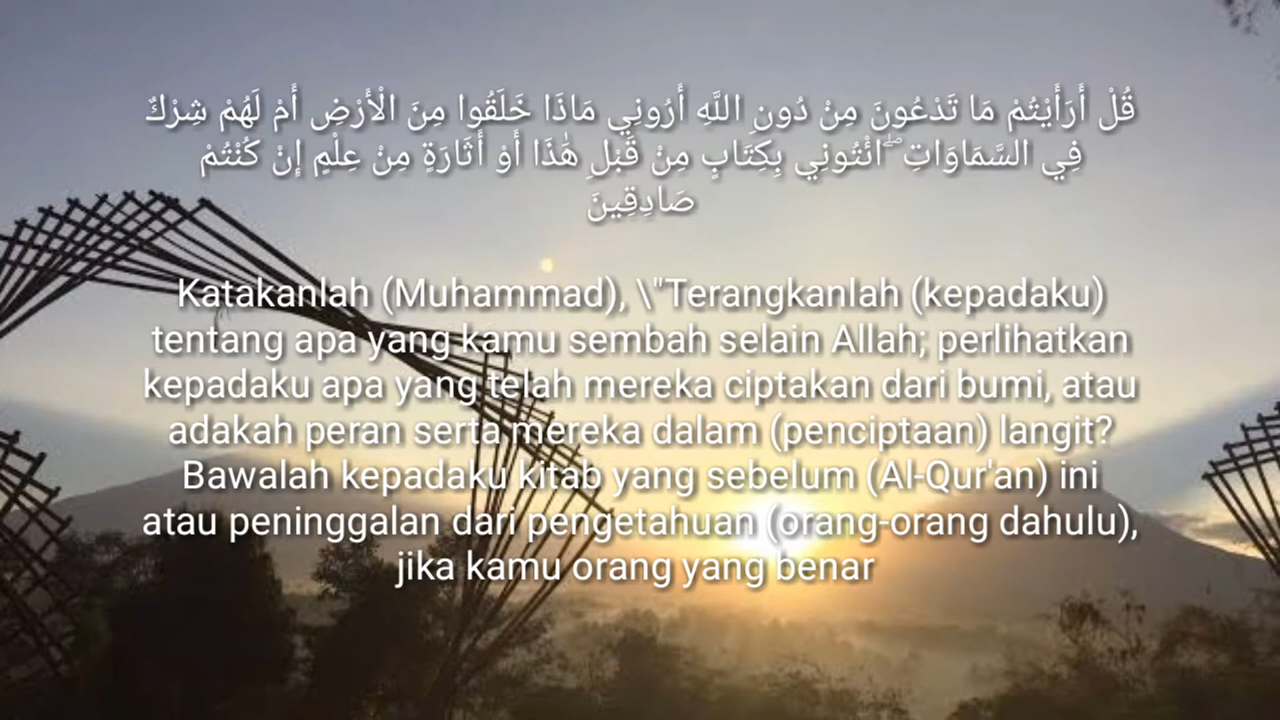 قُلْ أَرَأَيْتُمْ مَا تَدْعُونَ مِنْ دُونِ اللَّهِ أَرُونِي مَاذَا خَلَقُوا مِنَ الْأَرْضِ أَمْ لَهُمْ شِرْكٌ
فِي السَّمَاوَاتِ ۖ ائْتُونِي بِكِتَابٍ مِنْ قَبْلِ هَٰذَا أَوْ أَثَارَةٍ مِنْ عِلْمٍ إِنْ كُنْتُمْ
صَادِقِينَ
Katakanlah (Muhammad), \"Terangkanlah (kepadaku)
tentang apa yang kamu sembah selain Allah; perlihatkan
kepadaku apa yang telah mereka ciptakan dari bumi, atau
adakah peran serta mereka dalam (penciptaan) langit?
Bawalah kepadaku kitab yang sebelum (Al-Qur'an) ini
atau peninggalan dari pengetahuan (orang-orang dahulu),
jika kamu orang yang benar